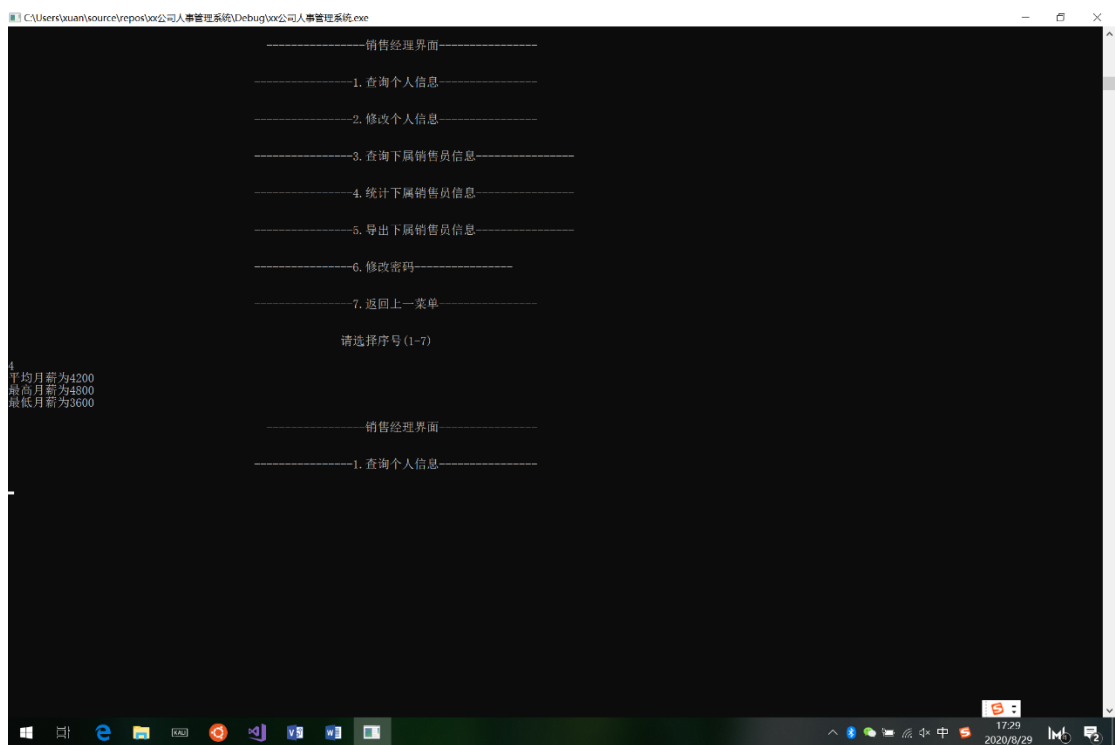 C:\Users\xuan\source\repos\xx公司人事管理系统\Debug\xx公司人事管理系统.exe
----------------销售经理界面----------------
----------------1. 查询个人信息----------------
----------------2. 修改个人信息----------------
----------------3. 查询下属销售员信息----------------
----------------4. 统计下属销售员信息----------------
----------------5. 导出下属销售员信息----------------
----------------6. 修改密码----------------
----------------7. 返回上一菜单----------------
请选择序号(1-7)
4
平均月薪为4200
最高月薪为4800
最低月薪为3600
----------------销售经理界面----------------
----------------1. 查询个人信息----------------
KALI
中
17:29
2020/8/29
2